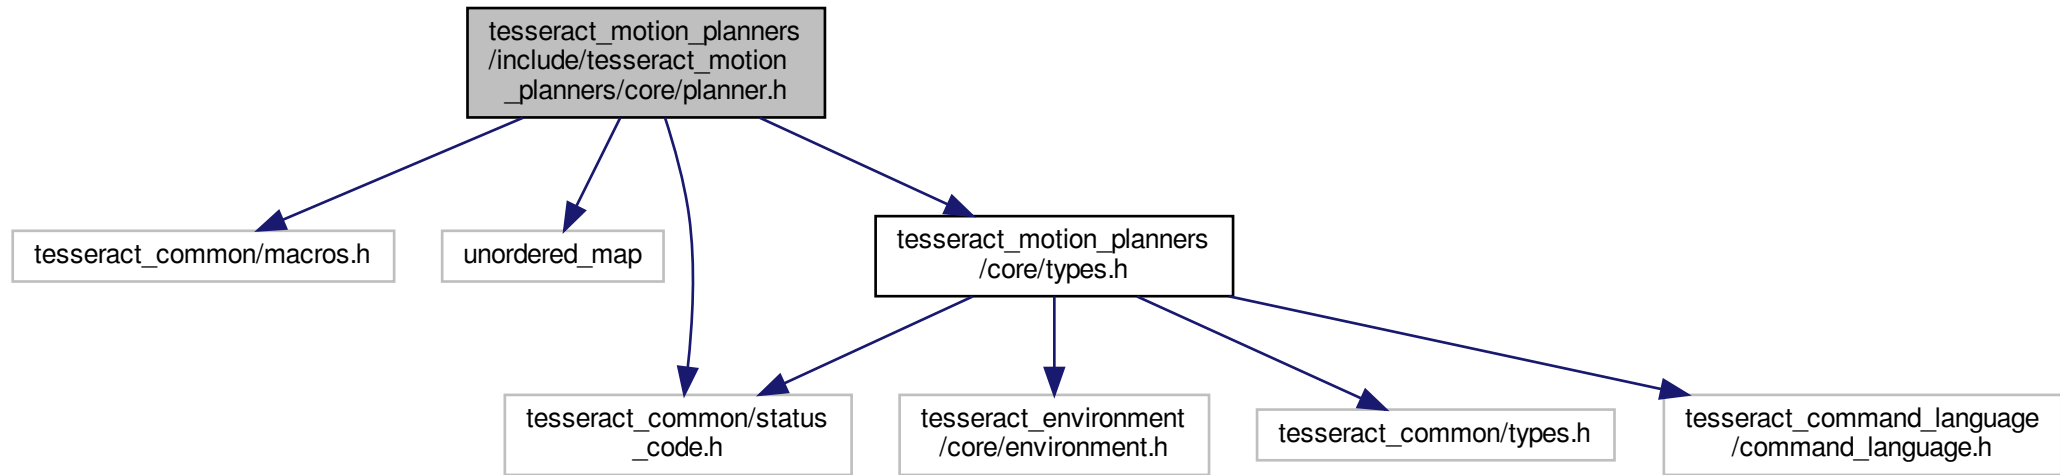 tesseract_motion_planners
/include/tesseract_motion
_planners/core/planner.h
tesseract_common/macros.h
unordered_map
tesseract_motion_planners
/core/types.h
tesseract_common/status
_code.h
tesseract_environment
/core/environment.h
tesseract_common/types.h
tesseract_command_language
/command_language.h